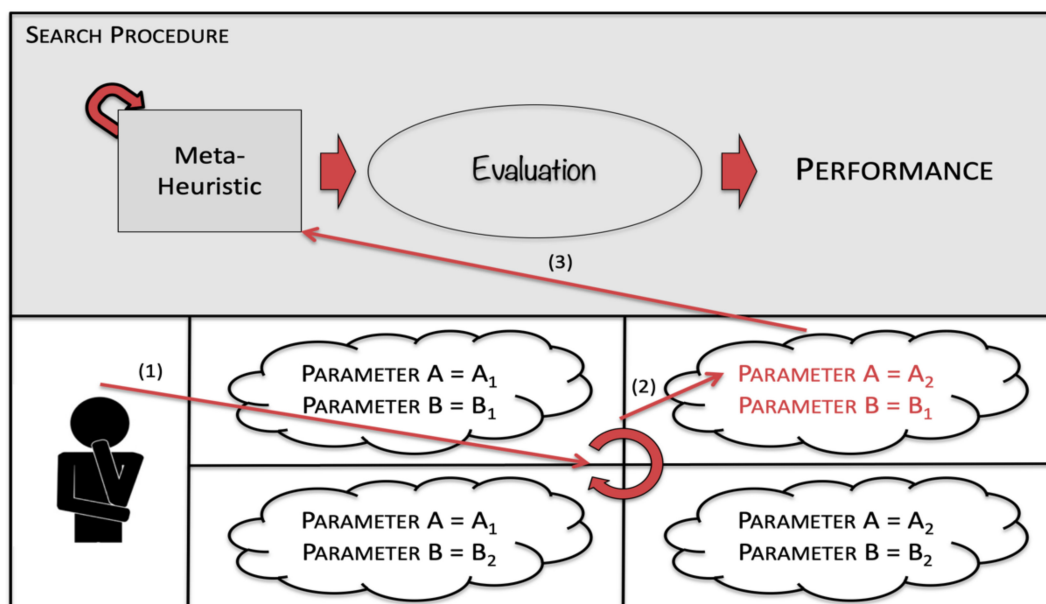 SEARCH PROCEDURE
Meta-
Heuristic
Evaluation
PERFORMANCE
(3)
(1)
PARAMETER A = A₁
PARAMETER B = B₁
(2)
PARAMETER A = A₂
PARAMETER B = B₁
PARAMETER A = A₁
PARAMETER B = B₂
PARAMETER A = A₂
PARAMETER B = B₂